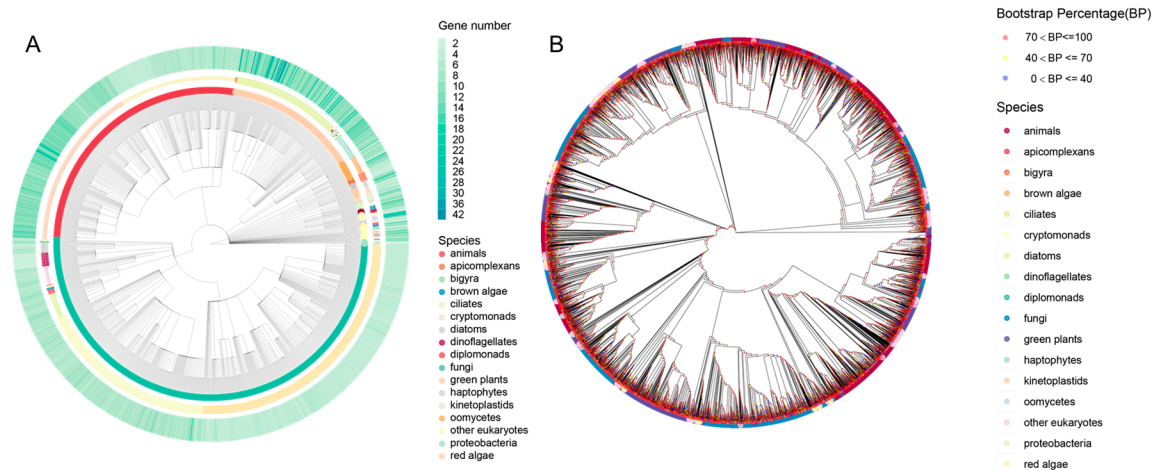 A
Gene number
2
4
6
8
10
12
14
16
18
20
22
24
26
28
30
36
42
Species
animals
apicomplexans
bigyra
brown algae
ciliates
cryptomonads
diatoms
dinoflagellates
diplomonads
fungi
green plants
haptophytes
kinetoplastids
oomycetes
other eukaryotes
proteobacteria
red algae
B
Bootstrap Percentage(BP)
70 < BP<=100
40 < BP <= 70
0 < BP <= 40
Species
animals
apicomplexans
bigyra
brown algae
ciliates
cryptomonads
diatoms
dinoflagellates
diplomonads
fungi
green plants
haptophytes
kinetoplastids
oomycetes
other eukaryotes
proteobacteria
red algae